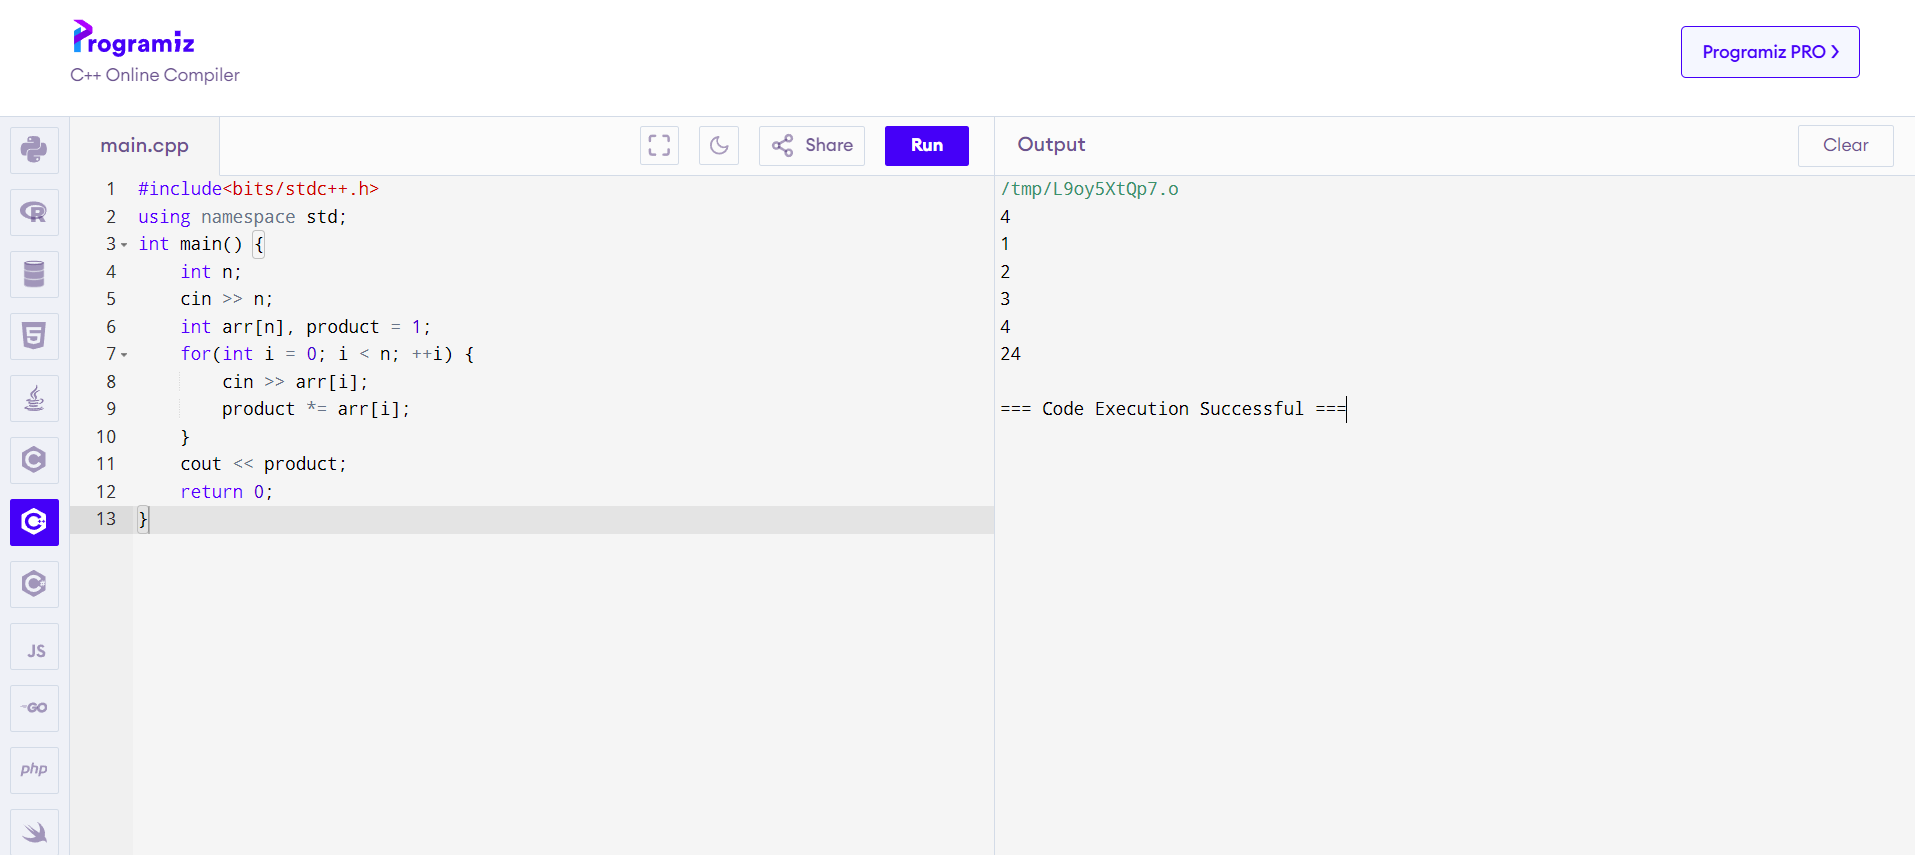 Programiz
C++ Online Compiler
Programiz PRO >
main.cpp
Share
Run
Output
Clear
1 #include<bits/stdc++.h>
2 using namespace std;
3 int main() {
4     int n;
5     cin >> n;
6     int arr[n], product = 1;
7     for(int i = 0; i < n; ++i) {
8         cin >> arr[i];
9         product *= arr[i];
10     }
11     cout << product;
12     return 0;
13 }
/tmp/L9oy5XtQp7.o
4
1
2
3
4
24
=== Code Execution Successful ===
R
5
C
C++
C#
JS
GO
php